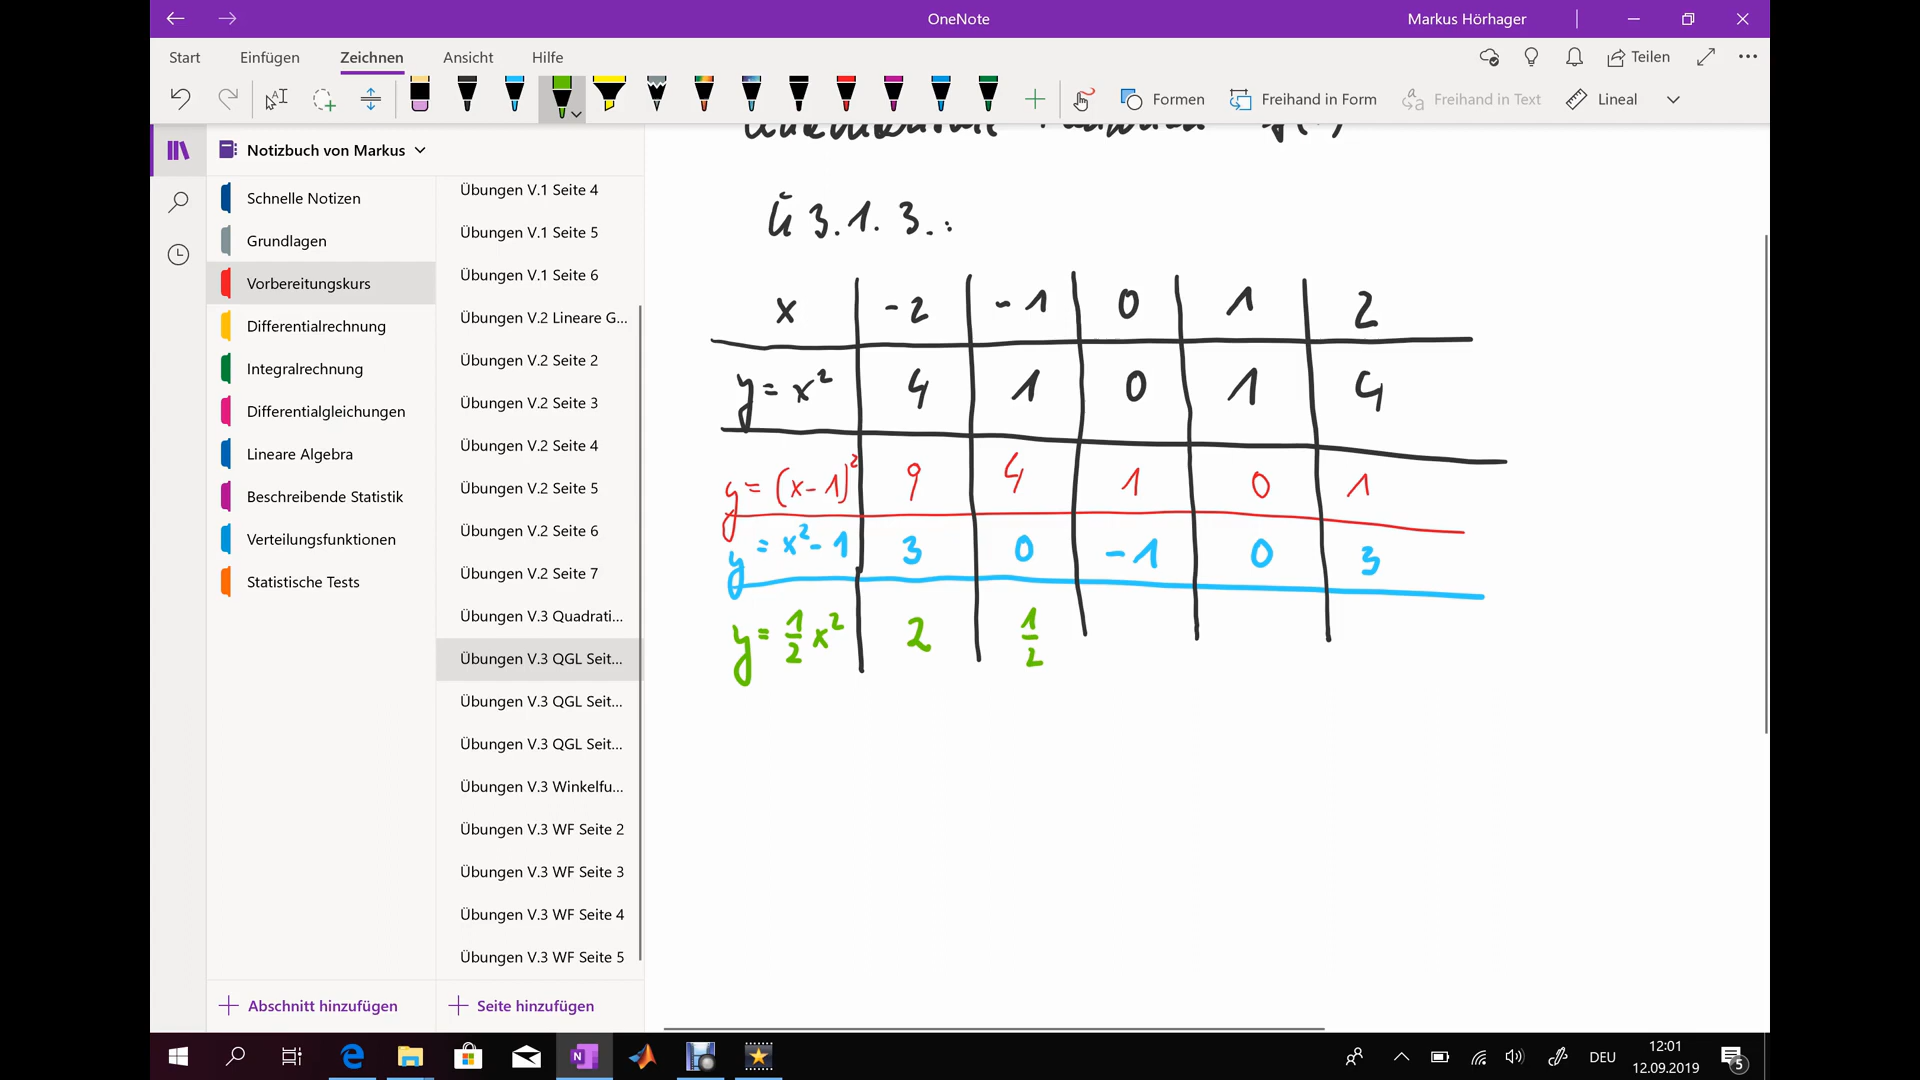 OneNote
Markus Hörhager
Start Einfügen Zeichnen Ansicht Hilfe
Teilen
Formen Freihand in Form Freihand in Text Lineal
Notizbuch von Markus
Schnelle Notizen
Grundlagen
Vorbereitungskurs
Differentialrechnung
Integralrechnung
Differentialgleichungen
Lineare Algebra
Beschreibende Statistik
Verteilungsfunktionen
Statistische Tests
Abschnitt hinzufügen
Übungen V.1 Seite 4
Übungen V.1 Seite 5
Übungen V.1 Seite 6
Übungen V.2 Lineare G...
Übungen V.2 Seite 2
Übungen V.2 Seite 3
Übungen V.2 Seite 4
Übungen V.2 Seite 5
Übungen V.2 Seite 6
Übungen V.2 Seite 7
Übungen V.3 Quadrati...
Übungen V.3 QGL Seit...
Übungen V.3 QGL Seit...
Übungen V.3 QGL Seit...
Übungen V.3 Winkelfu...
Übungen V.3 WF Seite 2
Übungen V.3 WF Seite 3
Übungen V.3 WF Seite 4
Übungen V.3 WF Seite 5
Seite hinzufügen
Ü 3.1.3.:
x -2 -1 0 1 2
y = x² 4 1 0 1 4
y = (x-1)² 9 4 1 0 1
y = x²-1 3 0 -1 0 3
y = 1/2 x² 2 1/2
DEU
12:01
12.09.2019
5